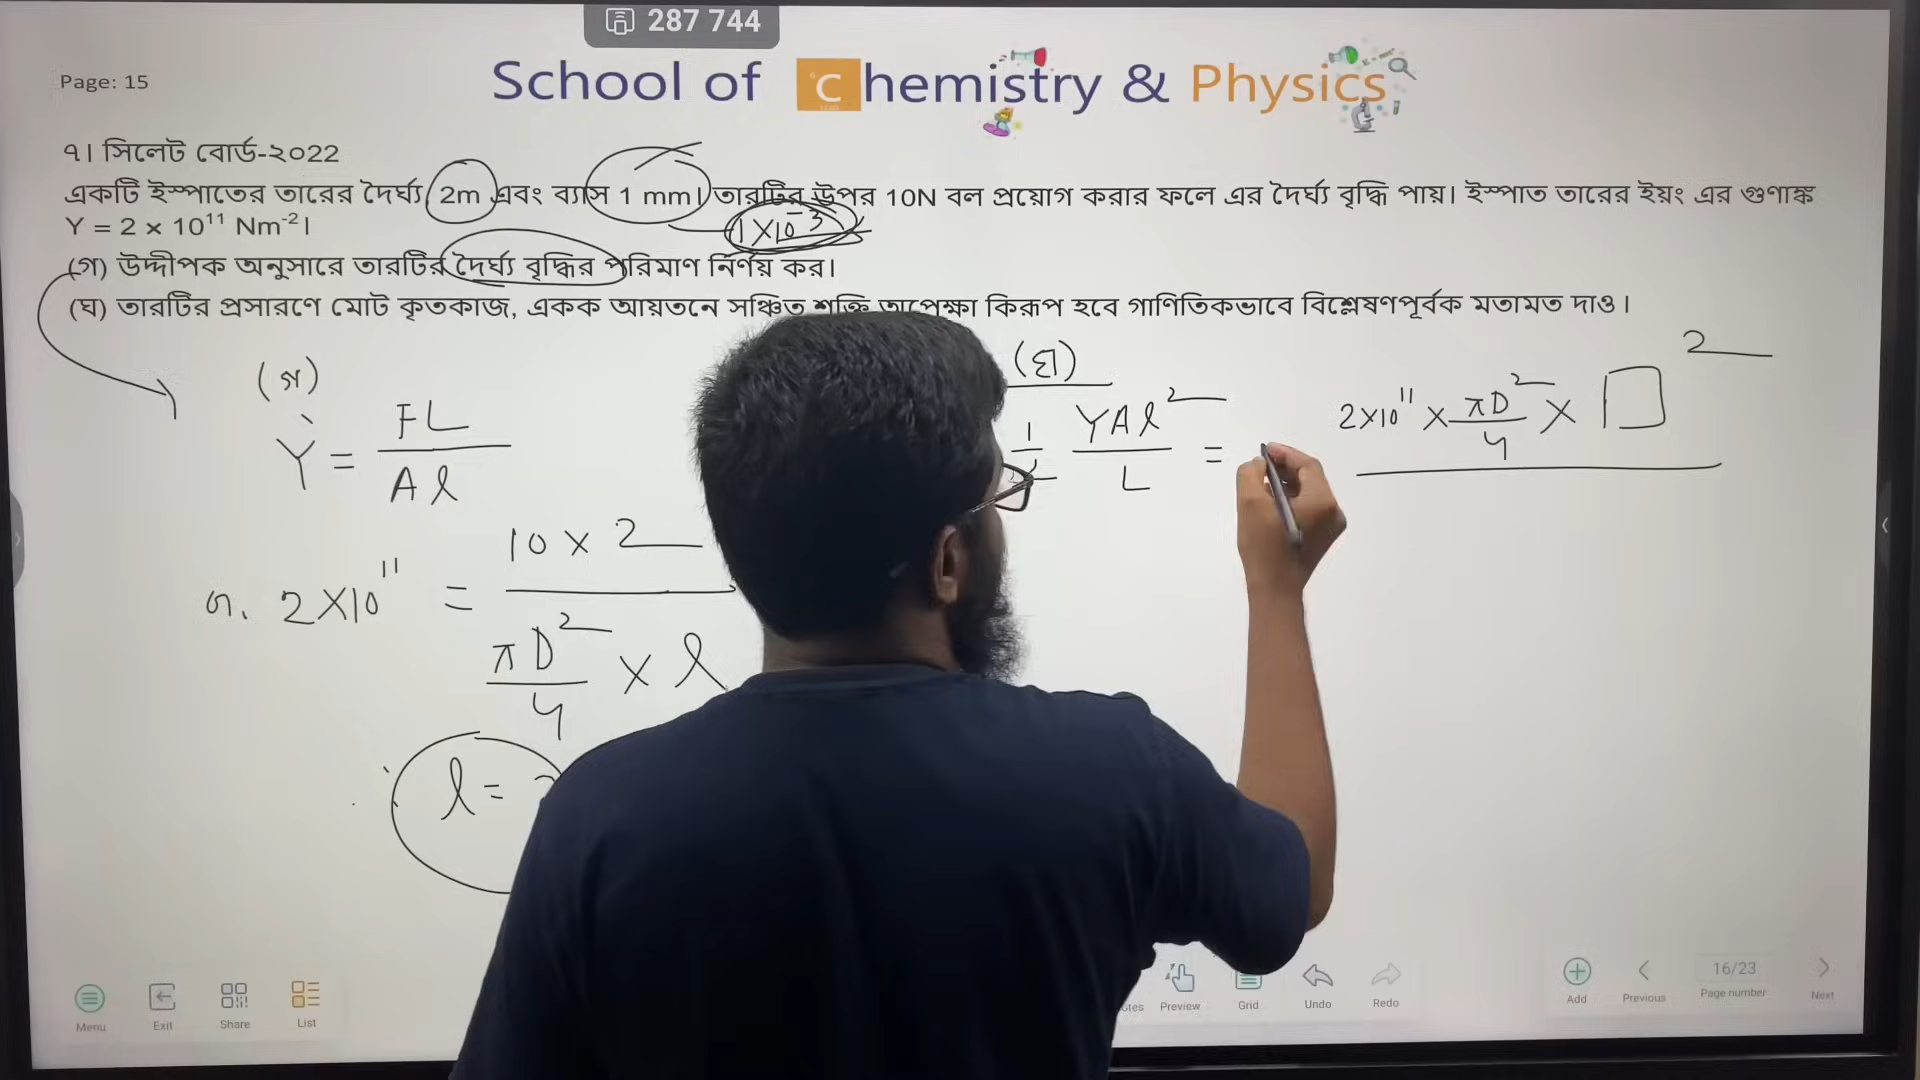 287 744
Page: 15
School of Chemistry & Physics
৭। সিলেট বোর্ড-২০২২
একটি ইস্পাতের তারের দৈর্ঘ্য 2m এবং ব্যাস 1 mm। তারটির উপর 10N বল প্রয়োগ করার ফলে এর দৈর্ঘ্য বৃদ্ধি পায়। ইস্পাত তারের ইয়ং এর গুণাঙ্ক
Y = 2 × 10¹¹ Nm⁻²।
1×10⁻³
(গ) উদ্দীপক অনুসারে তারটির দৈর্ঘ্য বৃদ্ধির পরিমাণ নির্ণয় কর।
(ঘ) তারটির প্রসারণে মোট কৃতকাজ, একক আয়তনে সঞ্চিত শক্তি অপেক্ষা কিরূপ হবে গাণিতিকভাবে বিশ্লেষণপূর্বক মতামত দাও।
(গ)
Y = FL / Al
বা, 2×10¹¹ = 10 × 2 / πD²/4 × l
l =
(ঘ)
1/2 YAl² / L = 2×10¹¹ × πD²/4 × □²
Menu
Exit
Share
List
Preview
Grid
Undo
Redo
Add
Previous
16/23
Page number
Next